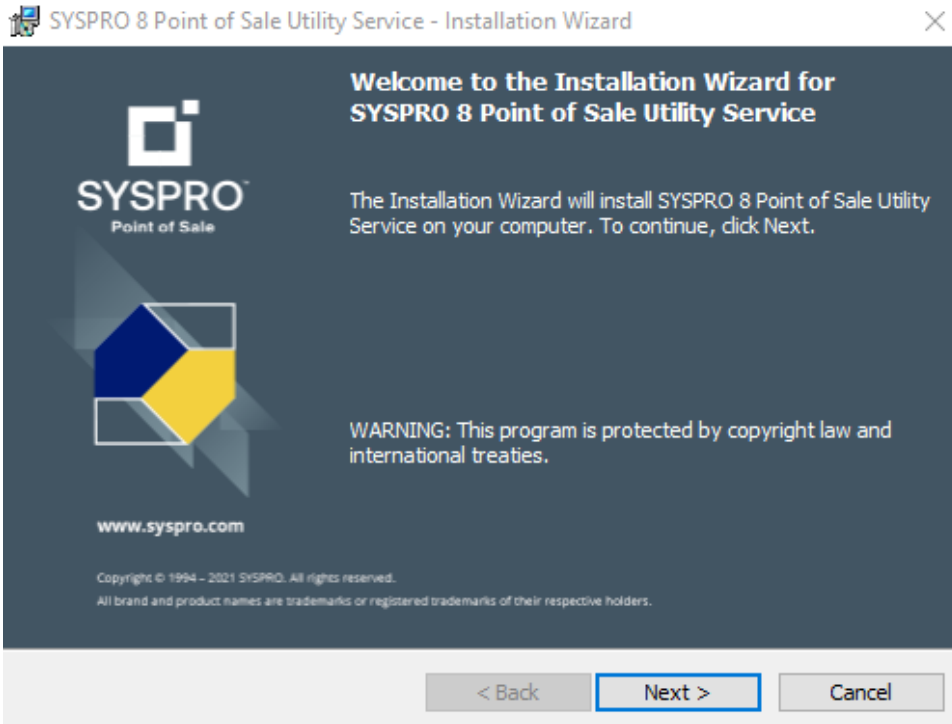 SYSPRO 8 Point of Sale Utility Service - Installation Wizard
Welcome to the Installation Wizard for
SYSPRO 8 Point of Sale Utility Service
SYSPRO™
Point of Sale
The Installation Wizard will install SYSPRO 8 Point of Sale Utility
Service on your computer. To continue, click Next.
WARNING: This program is protected by copyright law and
international treaties.
www.syspro.com
Copyright © 1994 – 2021 SYSPRO. All rights reserved.
All brand and product names are trademarks or registered trademarks of their respective holders.
< Back
Next >
Cancel